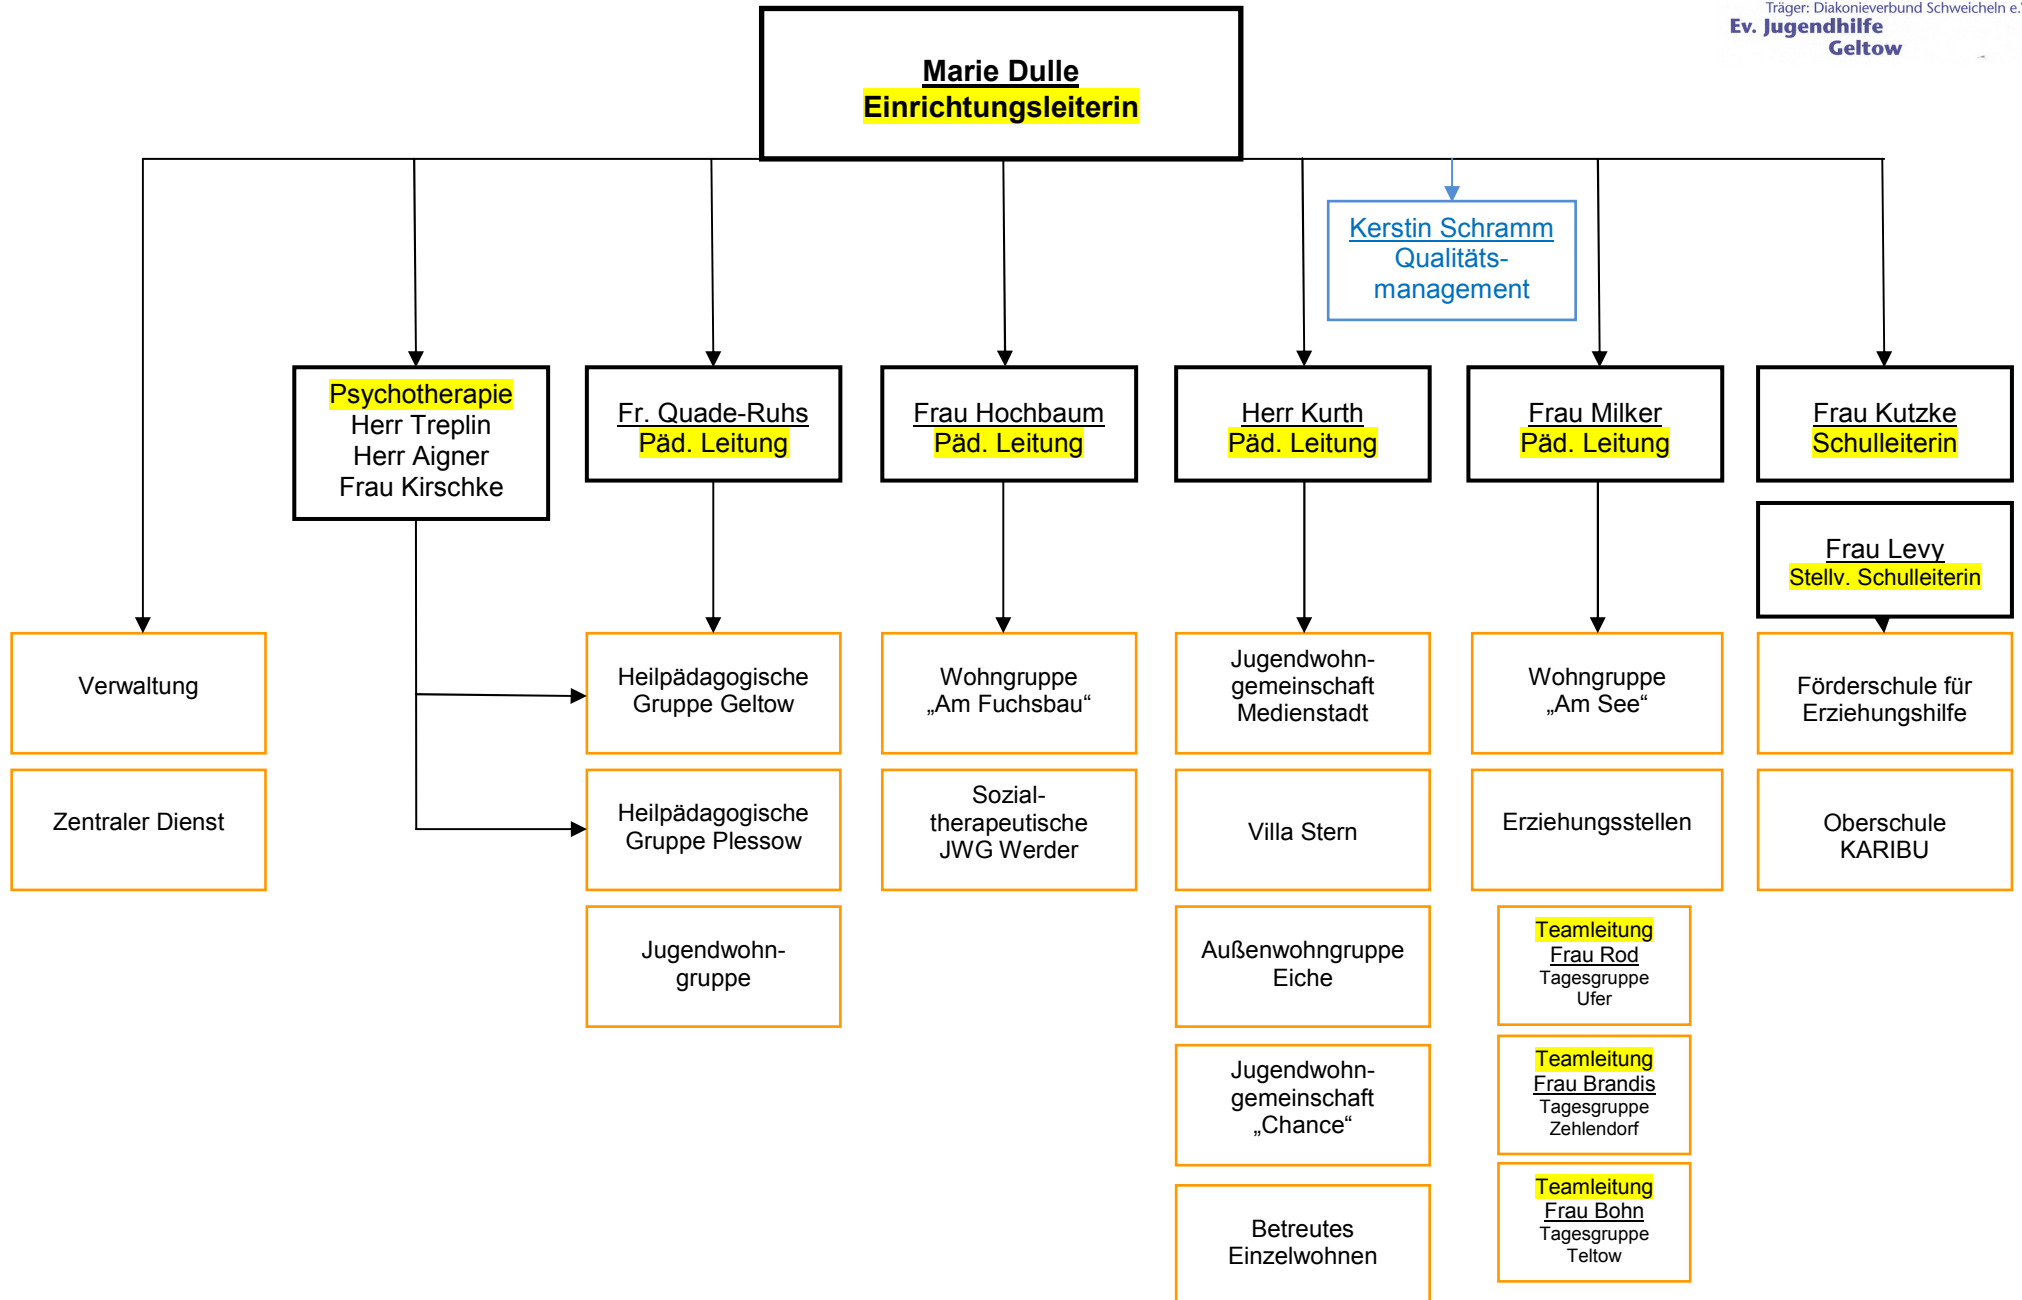 Träger: Diakonieverbund Schweicheln e.V
Ev. Jugendhilfe
Geltow
Marie Dulle
Einrichtungsleiterin
Kerstin Schramm
Qualitäts-
management
Psychotherapie
Herr Treplin
Herr Aigner
Frau Kirschke
Fr. Quade-Ruhs
Päd. Leitung
Frau Hochbaum
Päd. Leitung
Herr Kurth
Päd. Leitung
Frau Milker
Päd. Leitung
Frau Kutzke
Schulleiterin
Frau Levy
Stellv. Schulleiterin
Verwaltung
Heilpädagogische
Gruppe Geltow
Wohngruppe
„Am Fuchsbau“
Jugendwohn-
gemeinschaft
Medienstadt
Wohngruppe
„Am See“
Förderschule für
Erziehungshilfe
Zentraler Dienst
Heilpädagogische
Gruppe Plessow
Sozial-
therapeutische
JWG Werder
Villa Stern
Erziehungsstellen
Oberschule
KARIBU
Jugendwohn-
gruppe
Außenwohngruppe
Eiche
Teamleitung
Frau Rod
Tagesgruppe
Ufer
Jugendwohn-
gemeinschaft
„Chance“
Teamleitung
Frau Brandis
Tagesgruppe
Zehlendorf
Betreutes
Einzelwohnen
Teamleitung
Frau Bohn
Tagesgruppe
Teltow